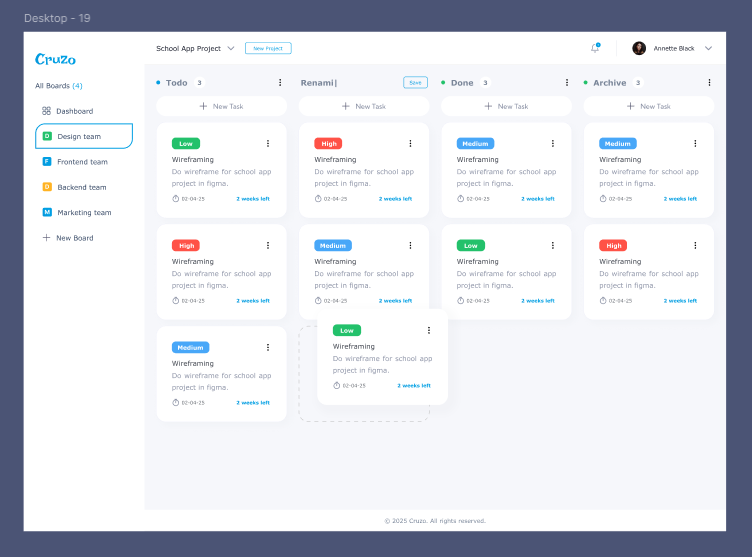 Desktop - 19
Cruzo
School App Project
New Project
Annette Black
All Boards (4)
Dashboard
D Design team
F Frontend team
D Backend team
M Marketing team
New Board
Todo 3
New Task
Low
Wireframing
Do wireframe for school app
project in figma.
02-04-25 2 weeks left
High
Wireframing
Do wireframe for school app
project in figma.
02-04-25 2 weeks left
Medium
Wireframing
Do wireframe for school app
project in figma.
02-04-25 2 weeks left
Renami|
Save
New Task
High
Wireframing
Do wireframe for school app
project in figma.
02-04-25 2 weeks left
Medium
Wireframing
Do wireframe for school app
project in figma.
02-04-25 2 weeks left
Low
Wireframing
Do wireframe for school app
project in figma.
02-04-25 2 weeks left
Done 3
New Task
Medium
Wireframing
Do wireframe for school app
project in figma.
02-04-25 2 weeks left
Low
Wireframing
Do wireframe for school app
project in figma.
02-04-25 2 weeks left
Archive 3
New Task
Medium
Wireframing
Do wireframe for school app
project in figma.
02-04-25 2 weeks left
High
Wireframing
Do wireframe for school app
project in figma.
02-04-25 2 weeks left
© 2025 Cruzo. All rights reserved.